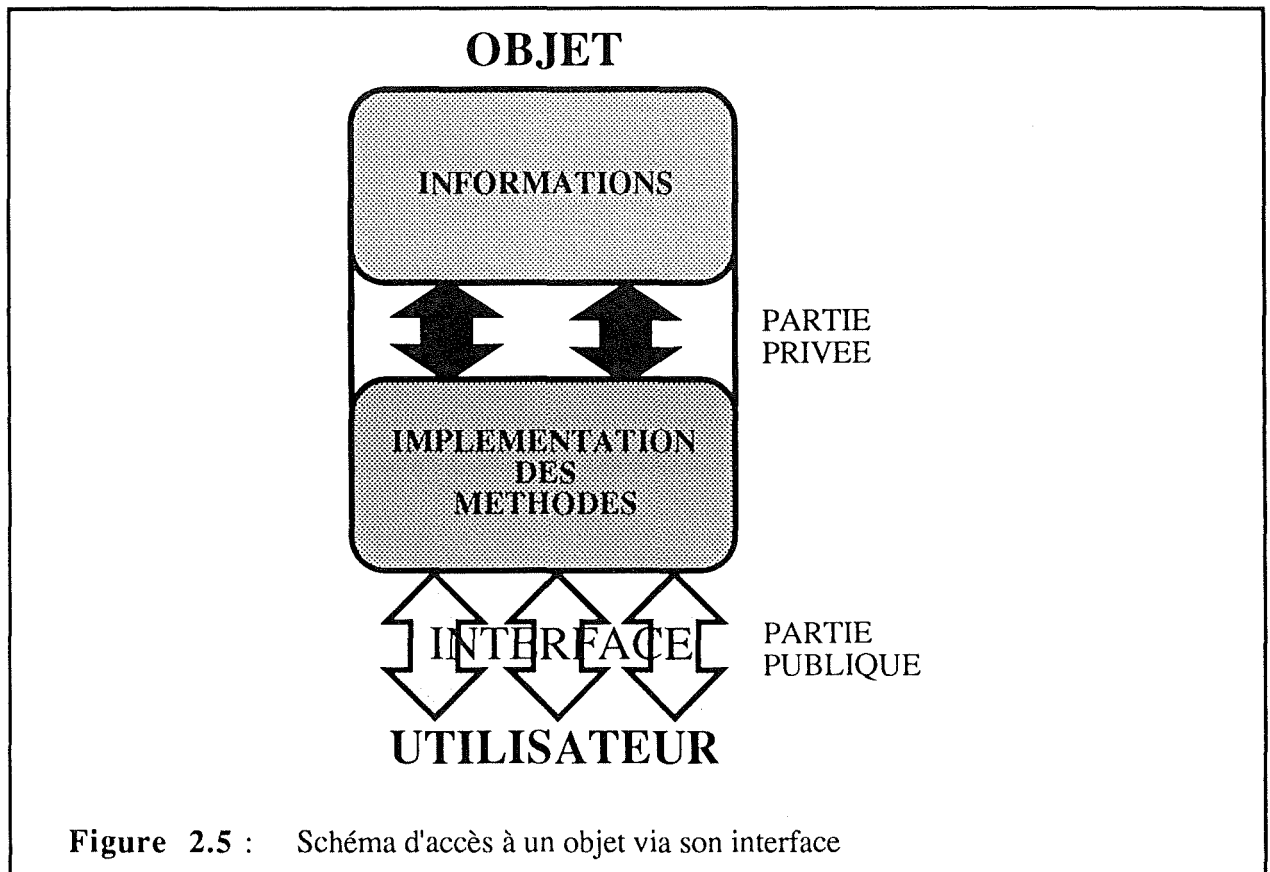 OBJET
INFORMATIONS
PARTIE
PRIVEE
IMPLEMENTATION
DES
METHODES
INTERFACE
PARTIE
PUBLIQUE
UTILISATEUR
Figure 2.5 : Schéma d'accès à un objet via son interface